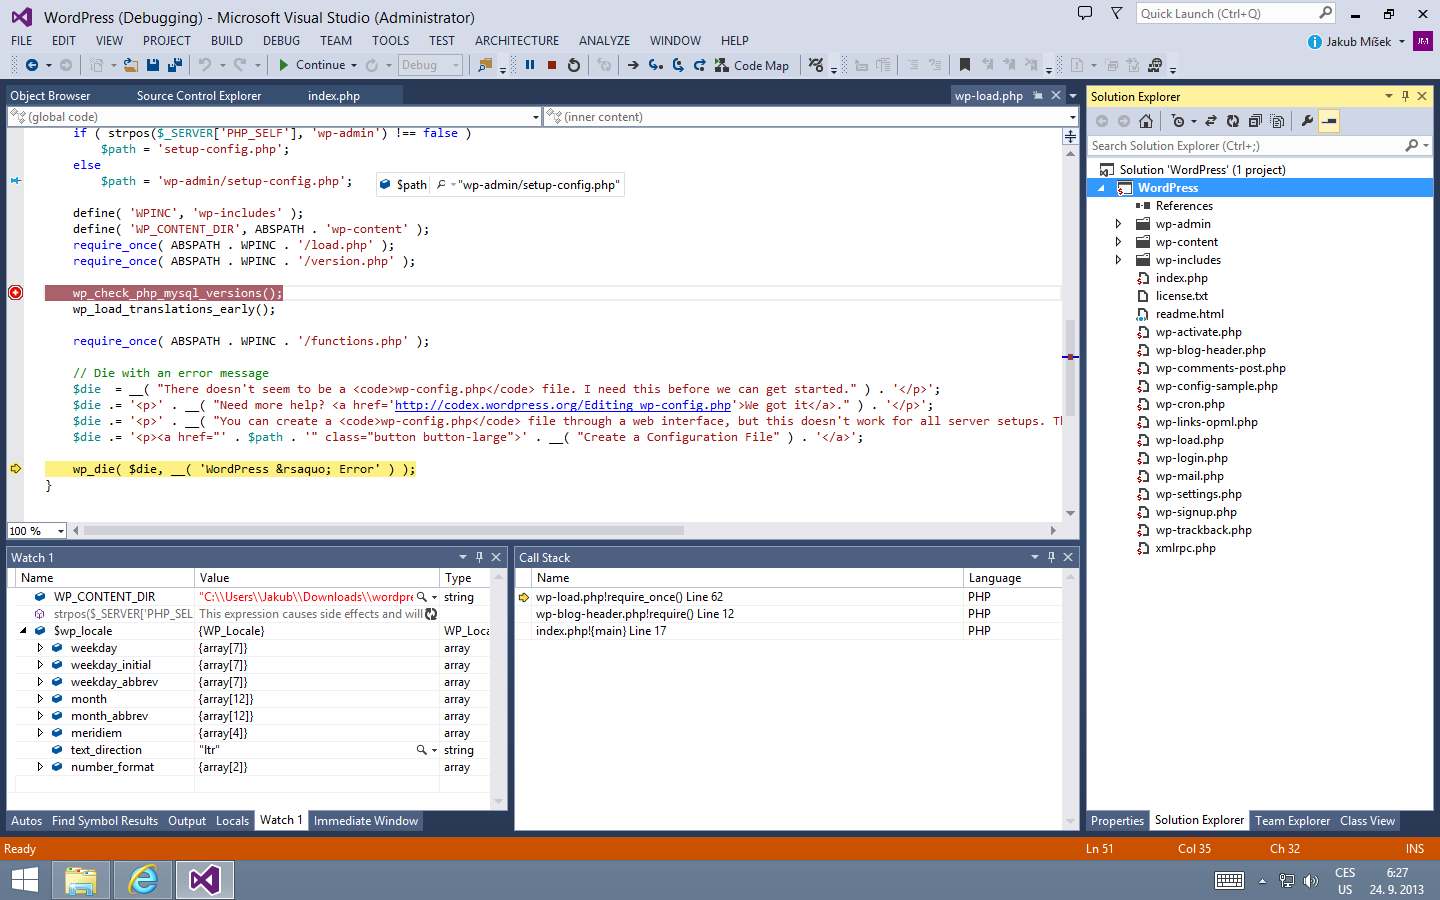 WordPress (Debugging) - Microsoft Visual Studio (Administrator)
Quick Launch (Ctrl+Q)
FILE EDIT VIEW PROJECT BUILD DEBUG TEAM TOOLS TEST ARCHITECTURE ANALYZE WINDOW HELP
Jakub Míšek JM
Continue Debug Code Map
Object Browser Source Control Explorer index.php wp-load.php
(global code) (inner content)
if ( strpos($_SERVER['PHP_SELF'], 'wp-admin') !== false )
$path = 'setup-config.php';
else
$path = 'wp-admin/setup-config.php';
$path "wp-admin/setup-config.php"
define( 'WPINC', 'wp-includes' );
define( 'WP_CONTENT_DIR', ABSPATH . 'wp-content' );
require_once( ABSPATH . WPINC . '/load.php' );
require_once( ABSPATH . WPINC . '/version.php' );
wp_check_php_mysql_versions();
wp_load_translations_early();
require_once( ABSPATH . WPINC . '/functions.php' );
// Die with an error message
$die  = __( "There doesn't seem to be a <code>wp-config.php</code> file. I need this before we can get started." ) . '</p>';
$die .= '<p>' . __( "Need more help? <a href='http://codex.wordpress.org/Editing_wp-config.php'>We got it</a>." ) . '</p>';
$die .= '<p>' . __( "You can create a <code>wp-config.php</code> file through a web interface, but this doesn't work for all server setups. Th
$die .= '<p><a href="' . $path . '" class="button button-large">' . __( "Create a Configuration File" ) . '</a>';
wp_die( $die, __( 'WordPress &rsaquo; Error' ) );
}
100 %
Watch 1
Name Value Type
WP_CONTENT_DIR "C:\\Users\\Jakub\\Downloads\\wordpre string
strpos($_SERVER['PHP_SEL This expression causes side effects and will
$wp_locale {WP_Locale} WP_Loca
weekday {array[7]} array
weekday_initial {array[7]} array
weekday_abbrev {array[7]} array
month {array[12]} array
month_abbrev {array[12]} array
meridiem {array[4]} array
text_direction "ltr" string
number_format {array[2]} array
Autos Find Symbol Results Output Locals Watch 1 Immediate Window
Call Stack
Name Language
wp-load.php!require_once() Line 62 PHP
wp-blog-header.php!require() Line 12 PHP
index.php!{main} Line 17 PHP
Solution Explorer
Search Solution Explorer (Ctrl+;)
Solution 'WordPress' (1 project)
WordPress
References
wp-admin
wp-content
wp-includes
index.php
license.txt
readme.html
wp-activate.php
wp-blog-header.php
wp-comments-post.php
wp-config-sample.php
wp-cron.php
wp-links-opml.php
wp-load.php
wp-login.php
wp-mail.php
wp-settings.php
wp-signup.php
wp-trackback.php
xmlrpc.php
Properties Solution Explorer Team Explorer Class View
Ready Ln 51 Col 35 Ch 32 INS
CES 6:27
US 24. 9. 2013